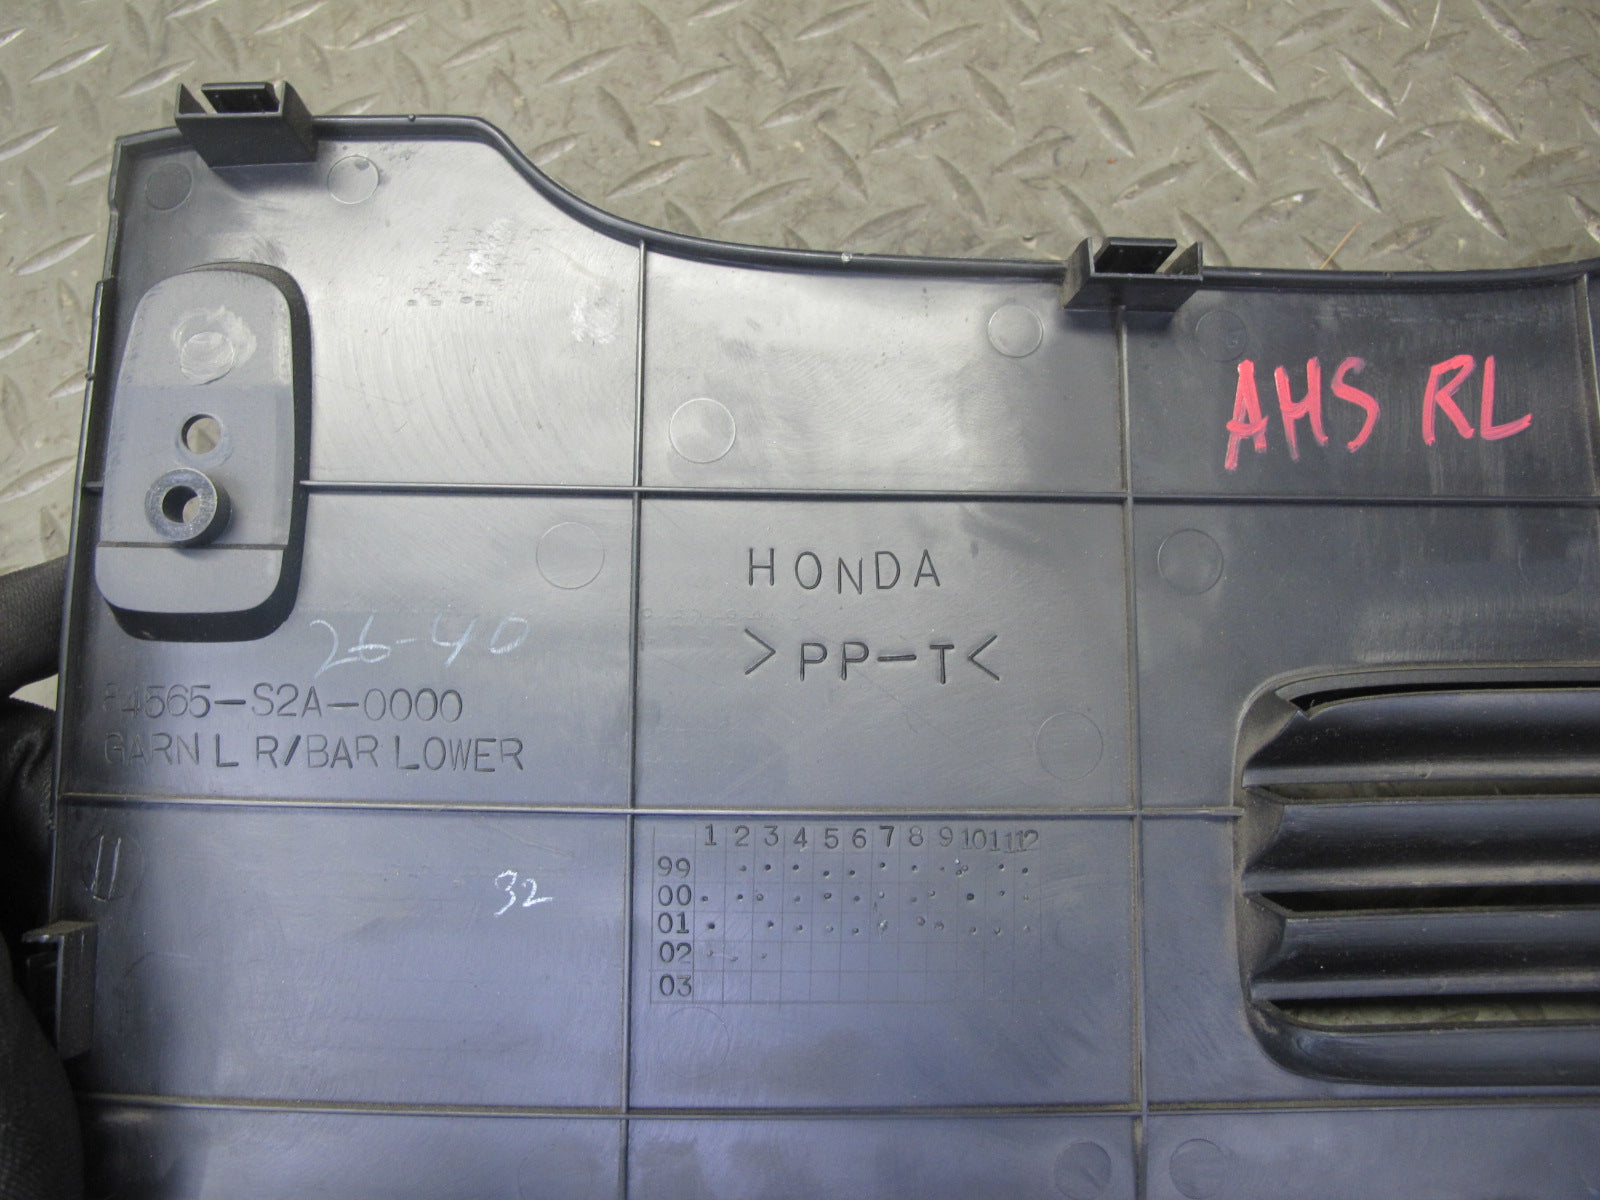 AHS RL
HONDA
>PP-T<
26-40
84565-S2A-0000
GARN L R/BAR LOWER
11
32
1 2 3 4 5 6 7 8 9 10 11 12
99
00
01
02
03